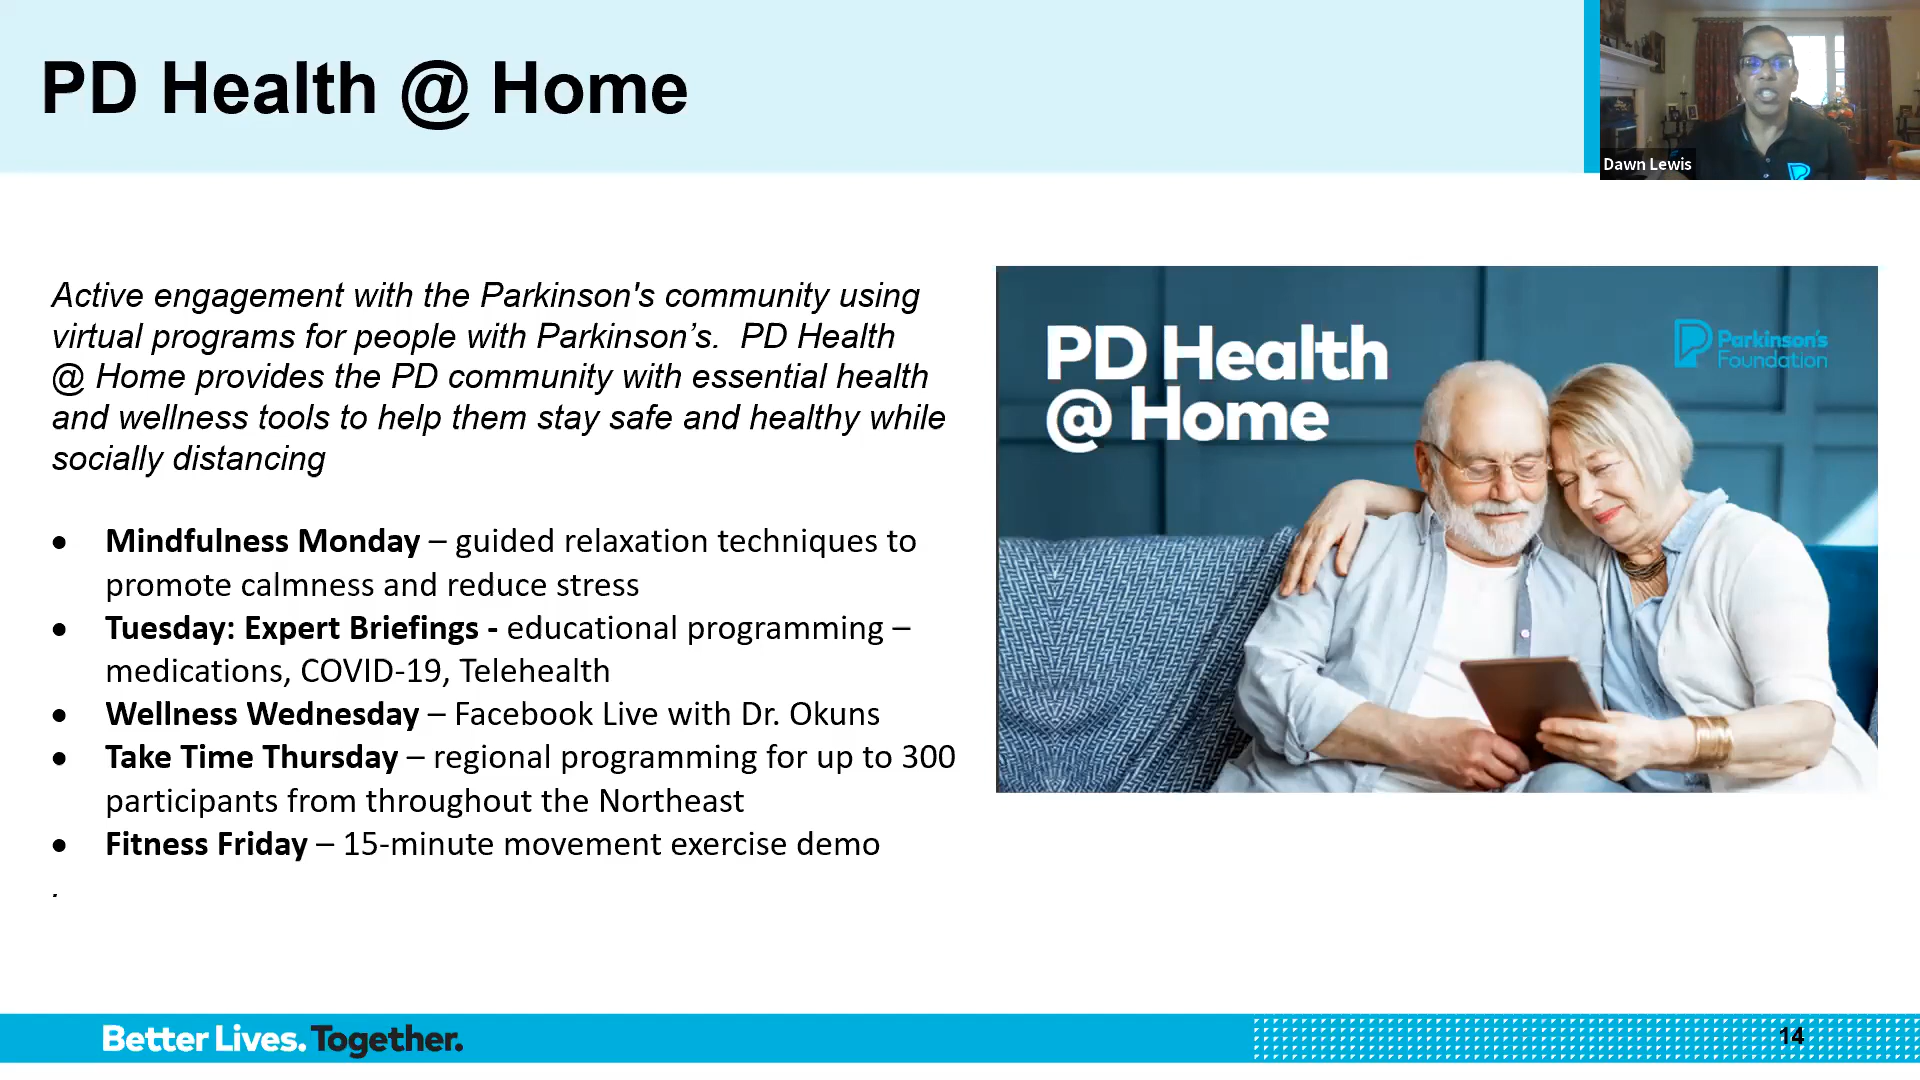 PD Health @ Home
Dawn Lewis
Active engagement with the Parkinson's community using
virtual programs for people with Parkinson’s.  PD Health
@ Home provides the PD community with essential health
and wellness tools to help them stay safe and healthy while
socially distancing
● Mindfulness Monday – guided relaxation techniques to
promote calmness and reduce stress
● Tuesday: Expert Briefings - educational programming –
medications, COVID-19, Telehealth
● Wellness Wednesday – Facebook Live with Dr. Okuns
● Take Time Thursday – regional programming for up to 300
participants from throughout the Northeast
● Fitness Friday – 15-minute movement exercise demo
.
PD Health
@ Home
Parkinson's
Foundation
Better Lives. Together.
14